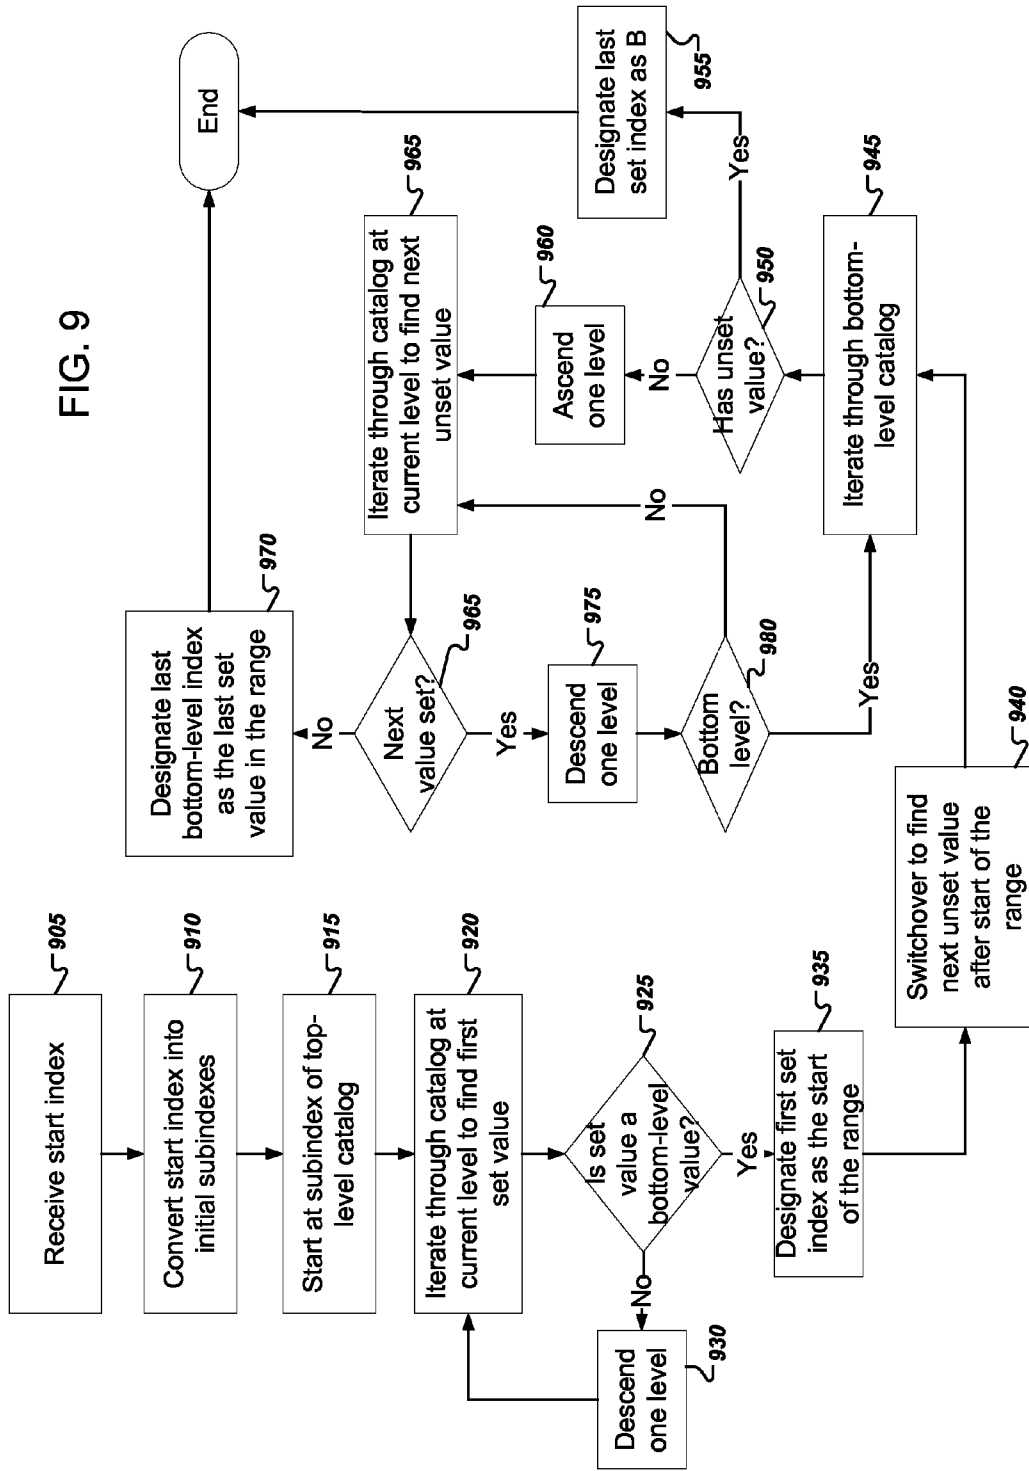 FIG. 9
Receive start index
905
Convert start index into
initial subindexes
910
Start at subindex of top-
level catalog
915
Iterate through catalog at
current level to find first
set value
920
Is set
value a
bottom-level
value?
925
No
Descend
one level
930
Yes
Designate first set
index as the start
of the range
935
Switchover to find
next unset value
after start of the
range
940
Iterate through bottom-
level catalog
945
Has unset
value?
950
Yes
Designate last
set index as B
955
No
Ascend
one level
960
Iterate through catalog at
current level to find next
unset value
965
Next
value set?
965
No
Designate last
bottom-level index
as the last set
value in the range
970
Yes
Descend
one level
975
Bottom
level?
980
No
Yes
End